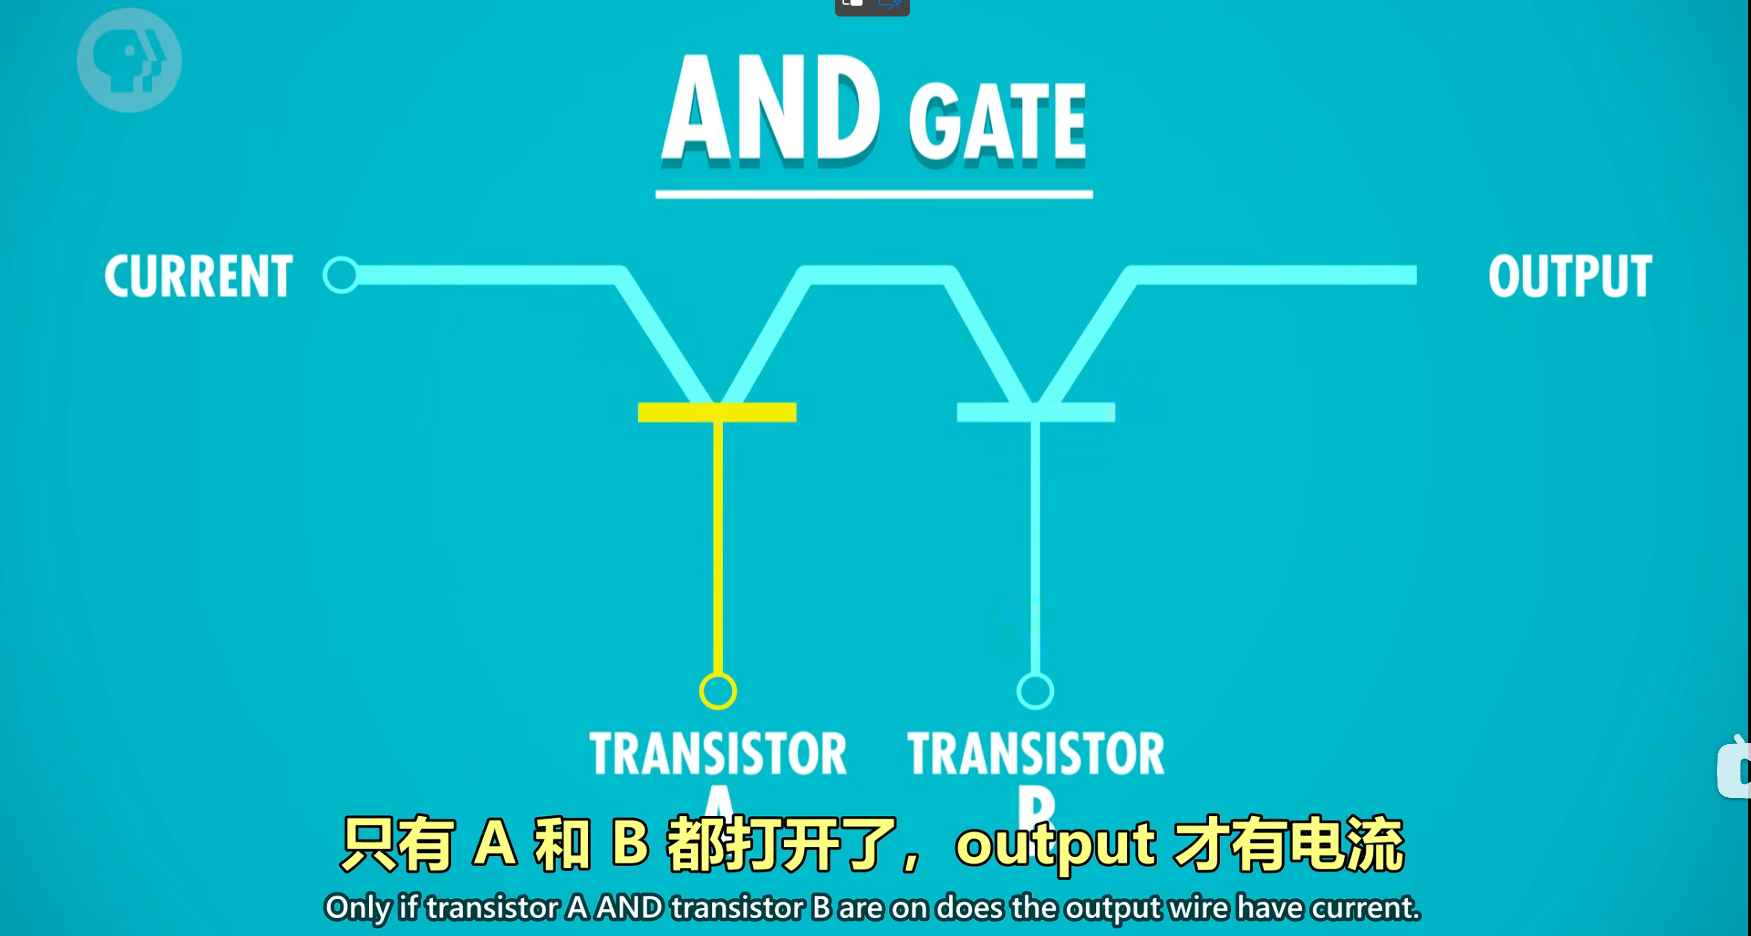 AND GATE
CURRENT
OUTPUT
TRANSISTOR A
TRANSISTOR B
只有 A 和 B 都打开了，output 才有电流
Only if transistor A AND transistor B are on does the output wire have current.